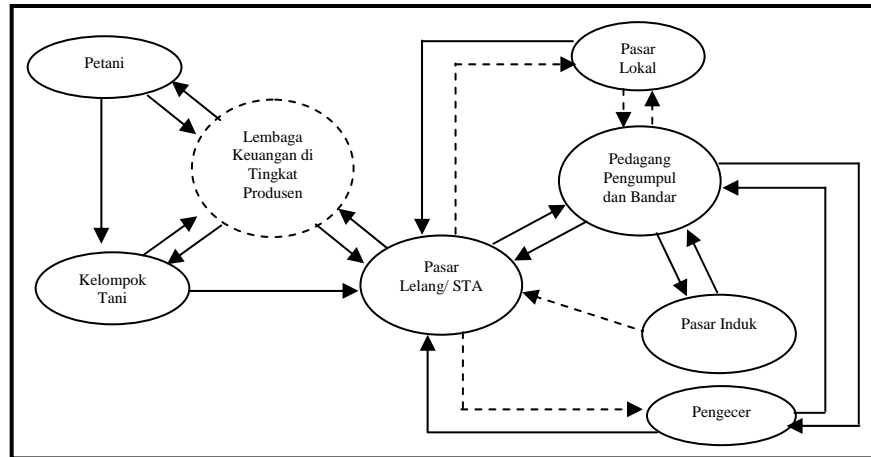 Petani
Lembaga
Keuangan di
Tingkat
Produsen
Kelompok
Tani
Pasar
Lelang/ STA
Pasar
Lokal
Pedagang
Pengumpul
dan Bandar
Pasar Induk
Pengecer